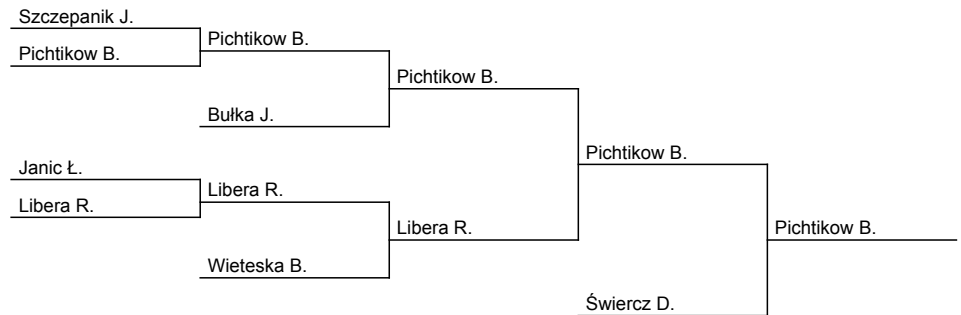 Szczepanik J.
Pichtikow B.
Pichtikow B.
Pichtikow B.
Bułka J.
Pichtikow B.
Janic Ł.
Libera R.
Libera R.
Libera R.
Pichtikow B.
Wieteska B.
Świercz D.